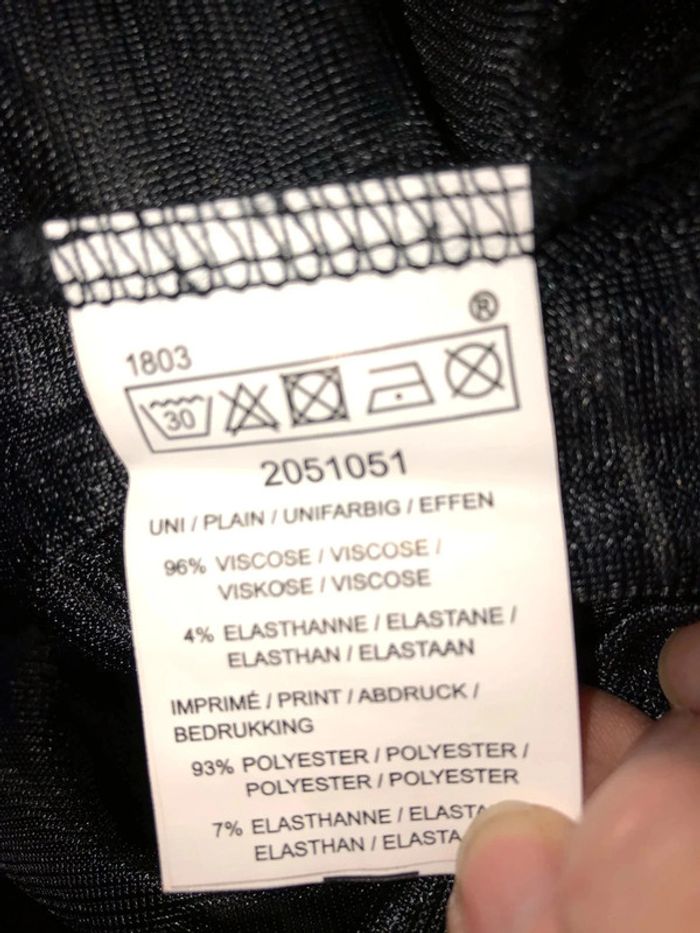 ®
1803
30
2051051
UNI / PLAIN / UNIFARBIG / EFFEN
96% VISCOSE / VISCOSE /
VISKOSE / VISCOSE
4% ELASTHANNE / ELASTANE /
ELASTHAN / ELASTAAN
IMPRIMÉ / PRINT / ABDRUCK /
BEDRUKKING
93% POLYESTER / POLYESTER /
POLYESTER / POLYESTER
7% ELASTHANNE /
ELASTHAN /